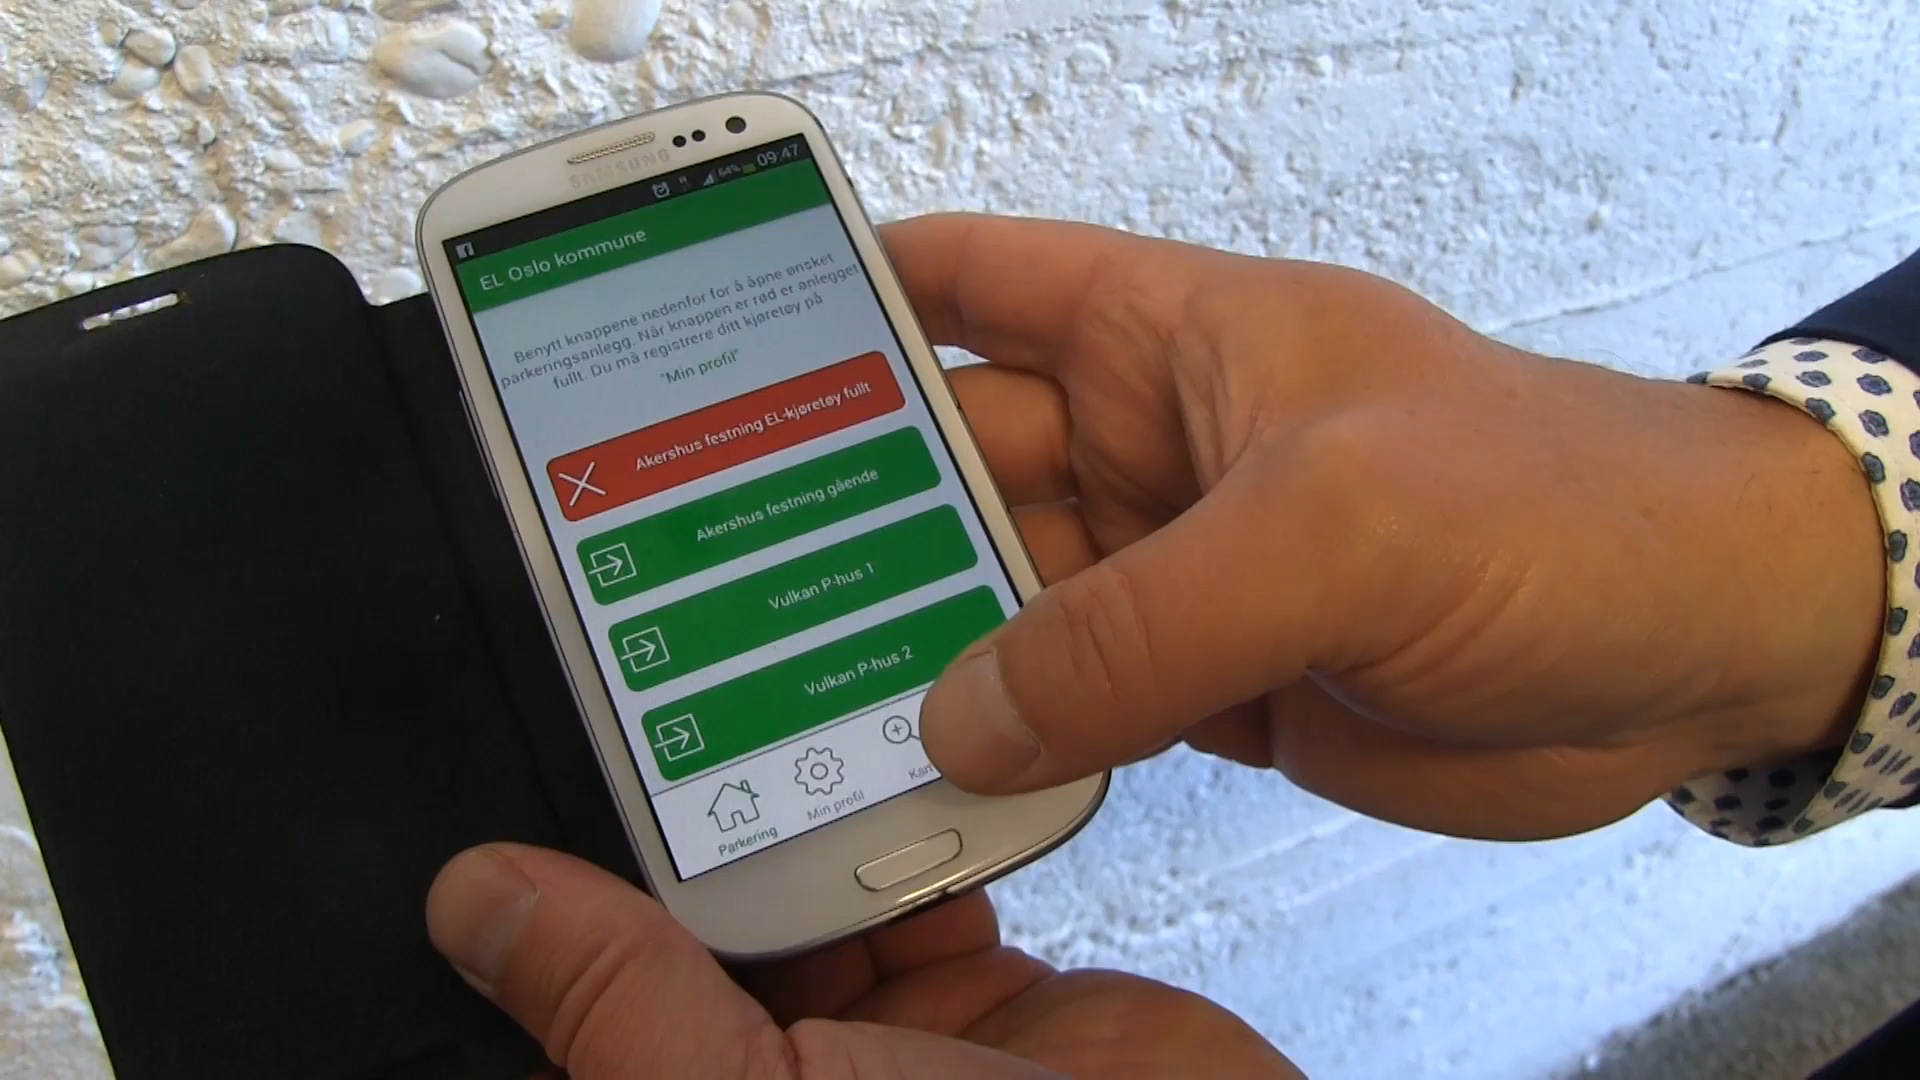 SAMSUNG
64% 09:47
EL Oslo kommune
Benytt knappene nedenfor for å åpne ønsket
parkeringsanlegg. Når knappen er rød er anlegget
fullt. Du må registrere ditt kjøretøy på
"Min profil"
Akershus festning EL-kjøretøy fullt
Akershus festning gående
Vulkan P-hus 1
Vulkan P-hus 2
Parkering
Min profil